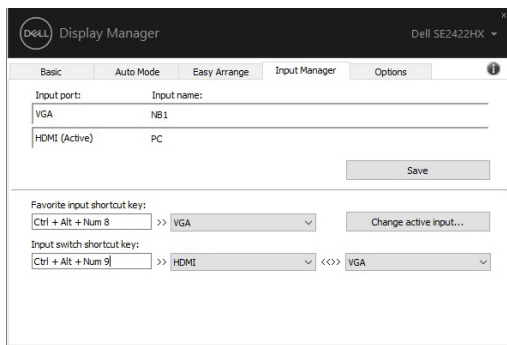 DELL Display Manager Dell SE2422HX
Basic Auto Mode Easy Arrange Input Manager Options
Input port: Input name:
VGA NB1
HDMI (Active) PC
Save
Favorite input shortcut key:
Ctrl + Alt + Num 8 >> VGA Change active input...
Input switch shortcut key:
Ctrl + Alt + Num 9 >> HDMI <<>> VGA